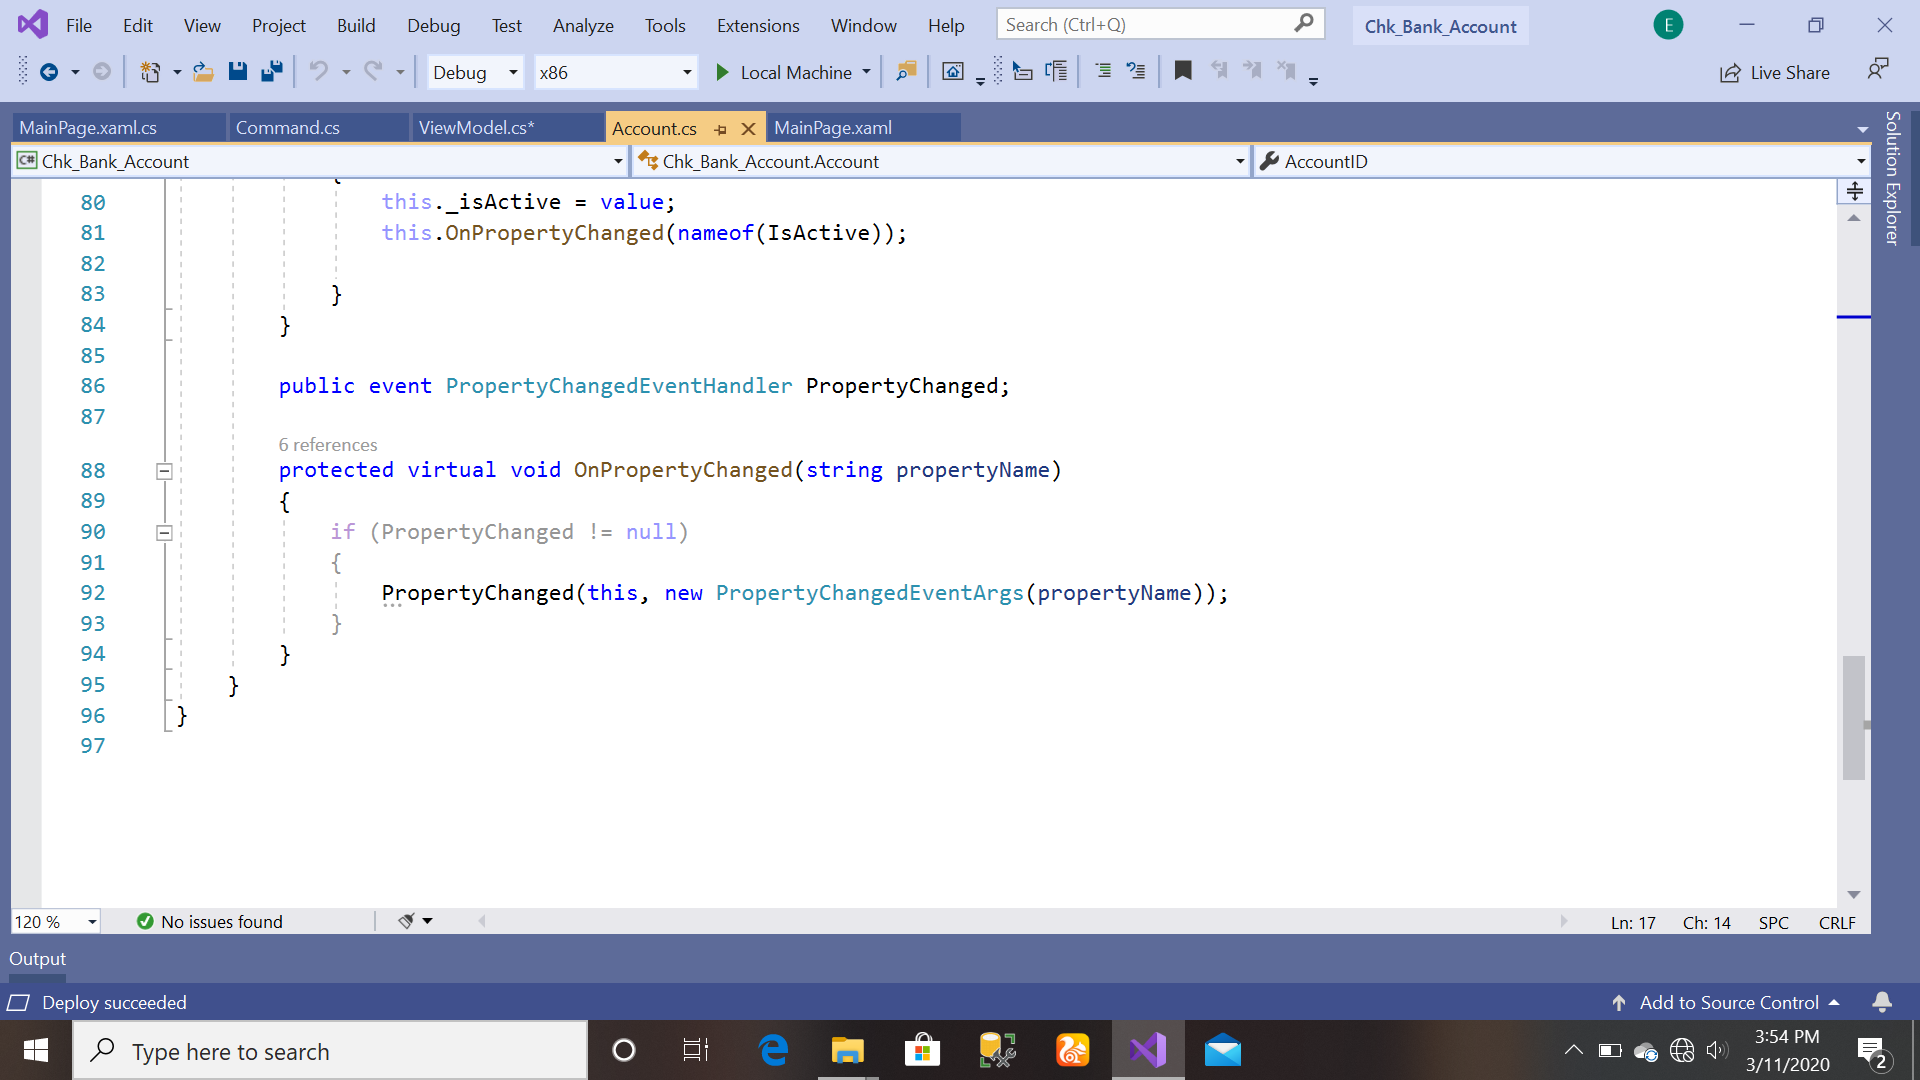 File Edit View Project Build Debug Test Analyze Tools Extensions Window Help Search (Ctrl+Q) Chk_Bank_Account E
Debug x86 Local Machine Live Share
MainPage.xaml.cs Command.cs ViewModel.cs* Account.cs MainPage.xaml
C# Chk_Bank_Account Chk_Bank_Account.Account AccountID
Solution Explorer
{
80 this._isActive = value;
81 this.OnPropertyChanged(nameof(IsActive));
82
83 }
84 }
85
86 public event PropertyChangedEventHandler PropertyChanged;
87
6 references
88 protected virtual void OnPropertyChanged(string propertyName)
89 {
90 if (PropertyChanged != null)
91 {
92 PropertyChanged(this, new PropertyChangedEventArgs(propertyName));
93 }
94 }
95 }
96 }
97
120 % No issues found Ln: 17 Ch: 14 SPC CRLF
Output
Deploy succeeded Add to Source Control
Type here to search 3:54 PM
3/11/2020 2